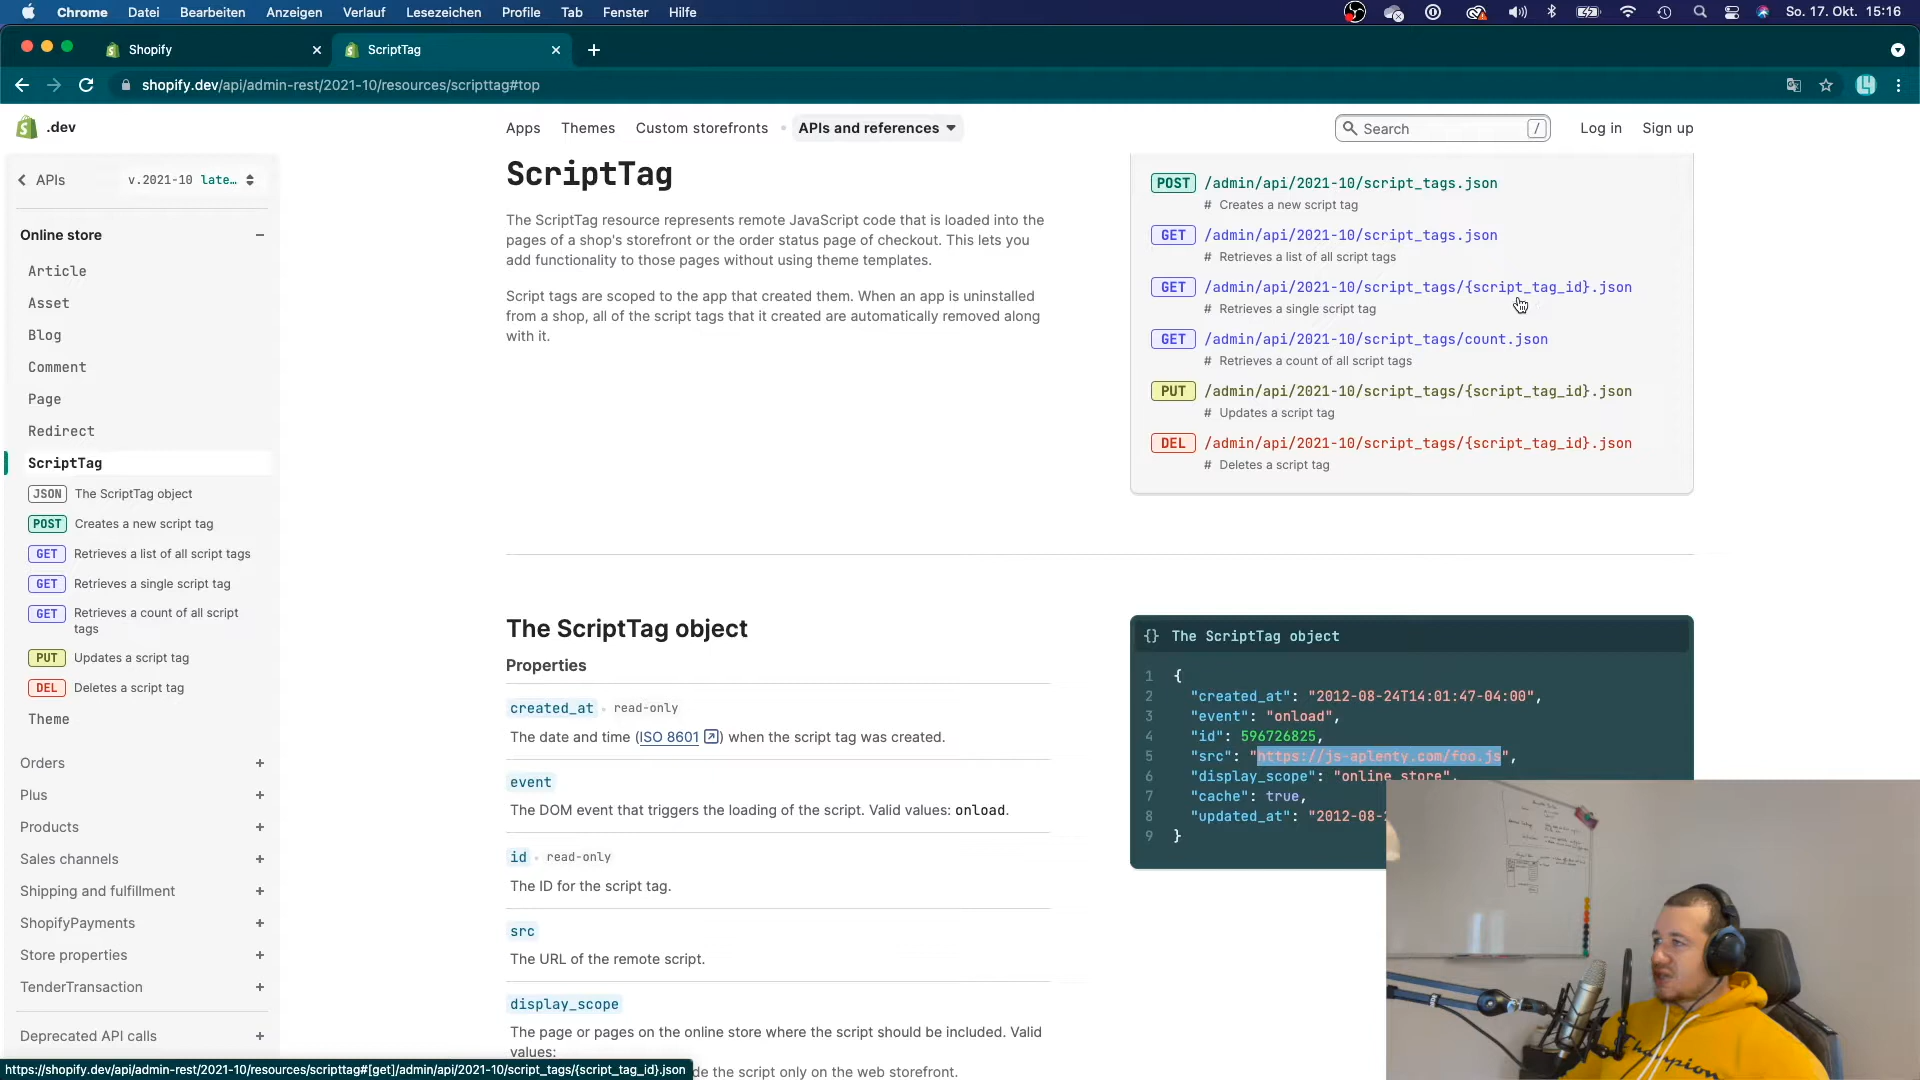 Chrome Datei Bearbeiten Anzeigen Verlauf Lesezeichen Profile Tab Fenster Hilfe So. 17. Okt. 15:16
Shopify
ScriptTag
shopify.dev/api/admin-rest/2021-10/resources/scripttag#top
.dev
Apps Themes Custom storefronts APIs and references
Search /
Log in Sign up
APIs
v.2021-10 late…
Online store
Article
Asset
Blog
Comment
Page
Redirect
ScriptTag
JSON The ScriptTag object
POST Creates a new script tag
GET Retrieves a list of all script tags
GET Retrieves a single script tag
GET Retrieves a count of all script
tags
PUT Updates a script tag
DEL Deletes a script tag
Theme
Orders +
Plus +
Products +
Sales channels +
Shipping and fulfillment +
ShopifyPayments +
Store properties +
TenderTransaction +
Deprecated API calls +
ScriptTag
The ScriptTag resource represents remote JavaScript code that is loaded into the
pages of a shop's storefront or the order status page of checkout. This lets you
add functionality to those pages without using theme templates.
Script tags are scoped to the app that created them. When an app is uninstalled
from a shop, all of the script tags that it created are automatically removed along
with it.
POST /admin/api/2021-10/script_tags.json
# Creates a new script tag
GET /admin/api/2021-10/script_tags.json
# Retrieves a list of all script tags
GET /admin/api/2021-10/script_tags/{script_tag_id}.json
# Retrieves a single script tag
GET /admin/api/2021-10/script_tags/count.json
# Retrieves a count of all script tags
PUT /admin/api/2021-10/script_tags/{script_tag_id}.json
# Updates a script tag
DEL /admin/api/2021-10/script_tags/{script_tag_id}.json
# Deletes a script tag
The ScriptTag object
Properties
created_at • read-only
The date and time (ISO 8601) when the script tag was created.
event
The DOM event that triggers the loading of the script. Valid values: onload.
id • read-only
The ID for the script tag.
src
The URL of the remote script.
display_scope
The page or pages on the online store where the script should be included. Valid
values:
de the script only on the web storefront.
{} The ScriptTag object
1 {
2 "created_at": "2012-08-24T14:01:47-04:00",
3 "event": "onload",
4 "id": 596726825,
5 "src": "https://js-aplenty.com/foo.js",
6 "display_scope": "online_store",
7 "cache": true,
8 "updated_at": "2012-08-
9 }
Champion
https://shopify.dev/api/admin-rest/2021-10/resources/scripttag#[get]/admin/api/2021-10/script_tags/{script_tag_id}.json